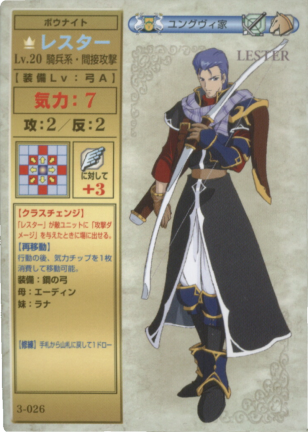 ボウナイト
レスター
Lv.20 騎兵系・間接攻撃
【装備Lv:弓A】
気力:7
攻:2/反:2
に対して
+3
【クラスチェンジ】
「レスター」が敵ユニットに「攻撃ダ
メージ」を与えたときに場に出せる。
【再移動】
行動の後、気力チップを1枚
消費して移動可能。
装備:鋼の弓
母:エーディン
妹:ラナ
手札から山札に戻して1ドロー
3-026
ユングヴィ家
LESTER